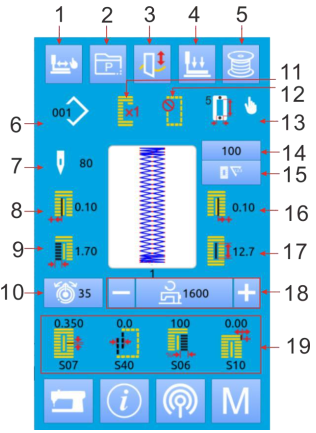 1 2 3 4 5
P
11
12
6 001 x1 5 13
7 80 100 14
15
8 0.10 0.10 16
9 1.70 12.7 17
1
10 35 1600 18
0.350 0.0 100 0.00
19
S07 S40 S06 S10
i M